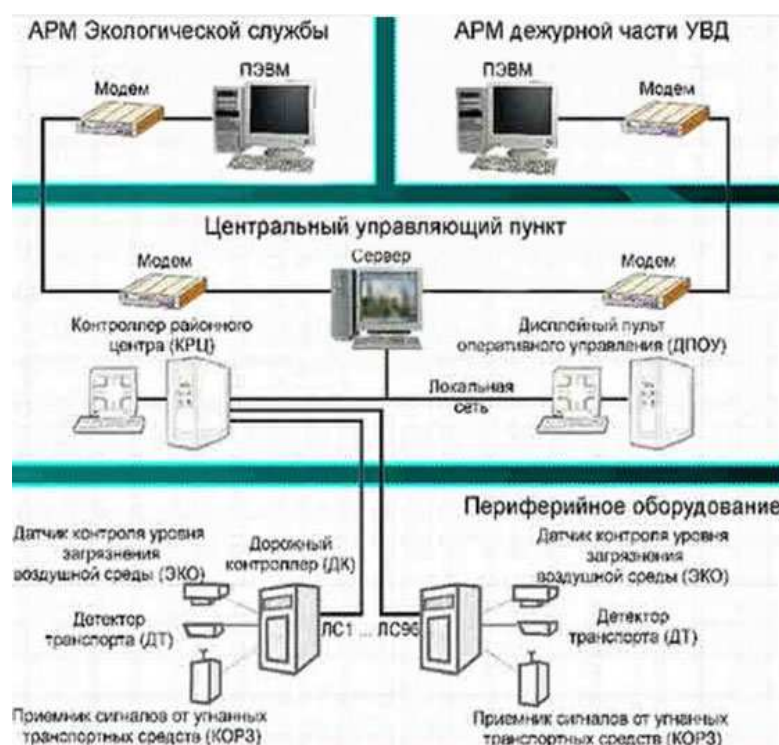 АРМ Экологической службы
АРМ дежурной части УВД
Модем
ПЭВМ
ПЭВМ
Модем
Центральный управляющий пункт
Модем
Сервер
Модем
Контроллер районного
центра (КРЦ)
Дисплейный пульт
оперативного управления (ДПОУ)
Локальная
сеть
Периферийное оборудование
Датчик контроля уровня
загрязнения
воздушной среды (ЭКО)
Дорожный
контроллер (ДК)
Датчик контроля уровня
загрязнения
воздушной среды (ЭКО)
Детектор
транспорта (ДТ)
ЛС1 ... ЛС96
Детектор
транспорта (ДТ)
Приемник сигналов от угнанных
транспортных средств (КОРЗ)
Приемник сигналов от угнанных
транспортных средств (КОРЗ)